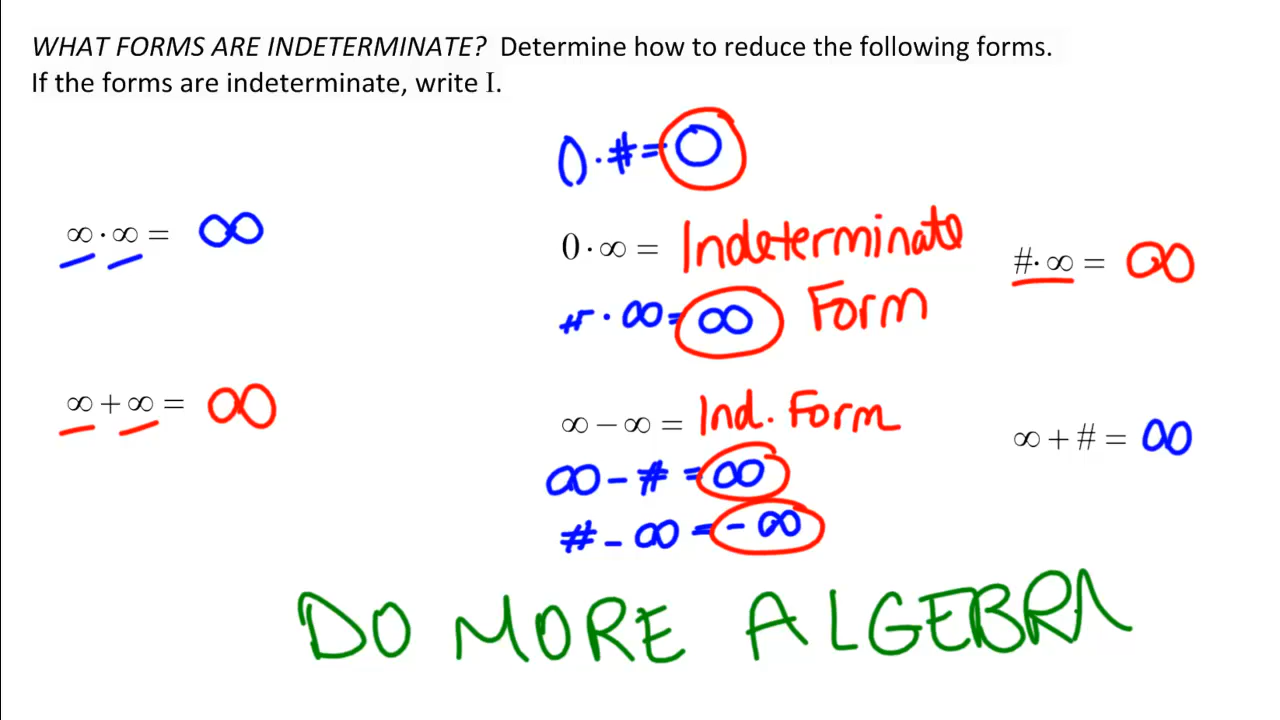 WHAT FORMS ARE INDETERMINATE? Determine how to reduce the following forms.
If the forms are indeterminate, write I.
0 · # = 0
∞ · ∞ = ∞
0 · ∞ = Indeterminate
# · ∞ = ∞
# · ∞ = ∞ Form
∞ + ∞ = ∞
∞ − ∞ = Ind. Form
∞ + # = ∞
∞ − # = ∞
# − ∞ = − ∞
DO MORE ALGEBRA